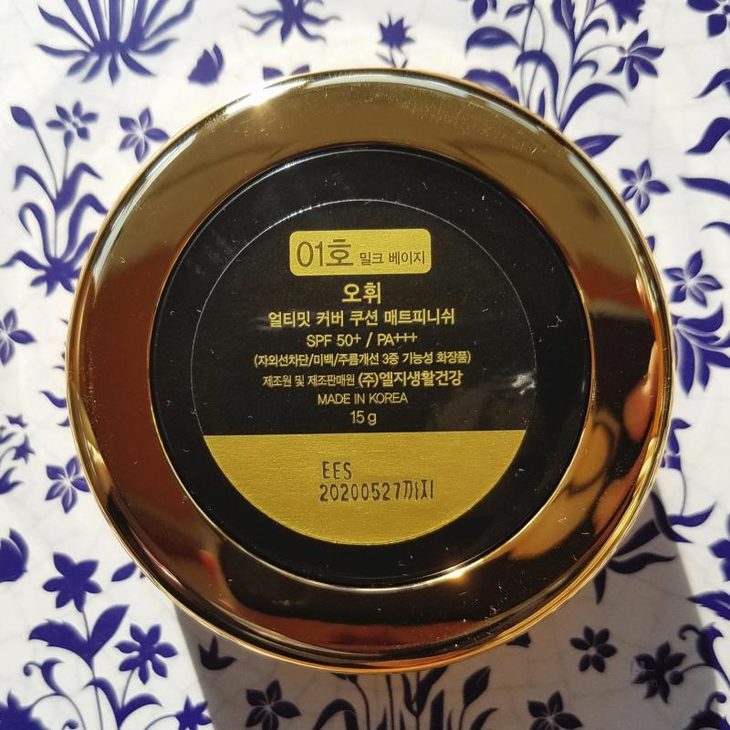 01호 밀크 베이지
오휘
얼티밋 커버 쿠션 매트피니쉬
SPF 50+ / PA+++
(자외선차단/미백/주름개선 3중 기능성 화장품)
제조원 및 제조판매원 (주)엘지생활건강
MADE IN KOREA
15 g
EES
20200527까지